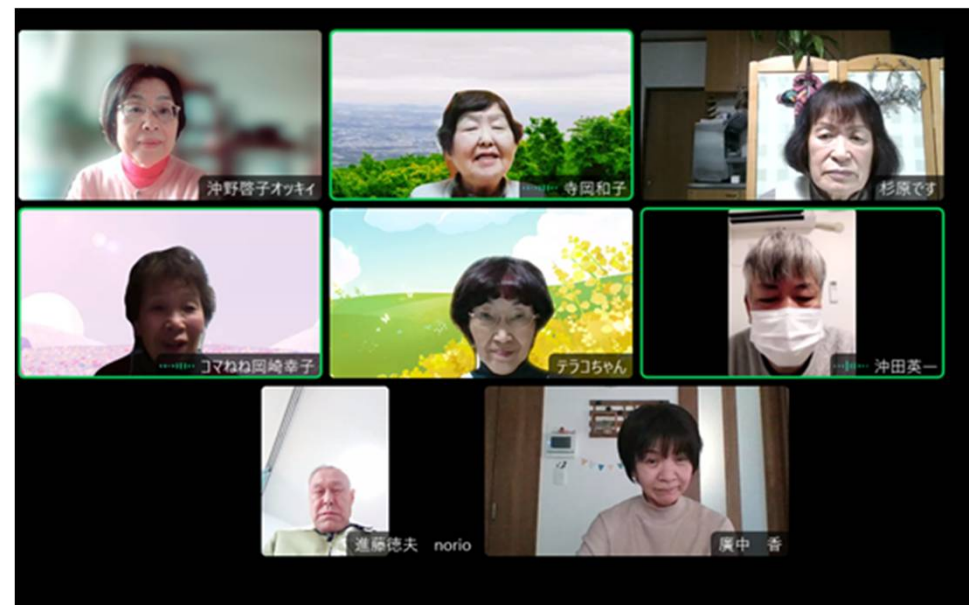 沖野啓子オッキィ
寺岡和子
杉原です
コマねね岡崎幸子
テラコちゃん
沖田英一
進藤徳夫 norio
廣中 香